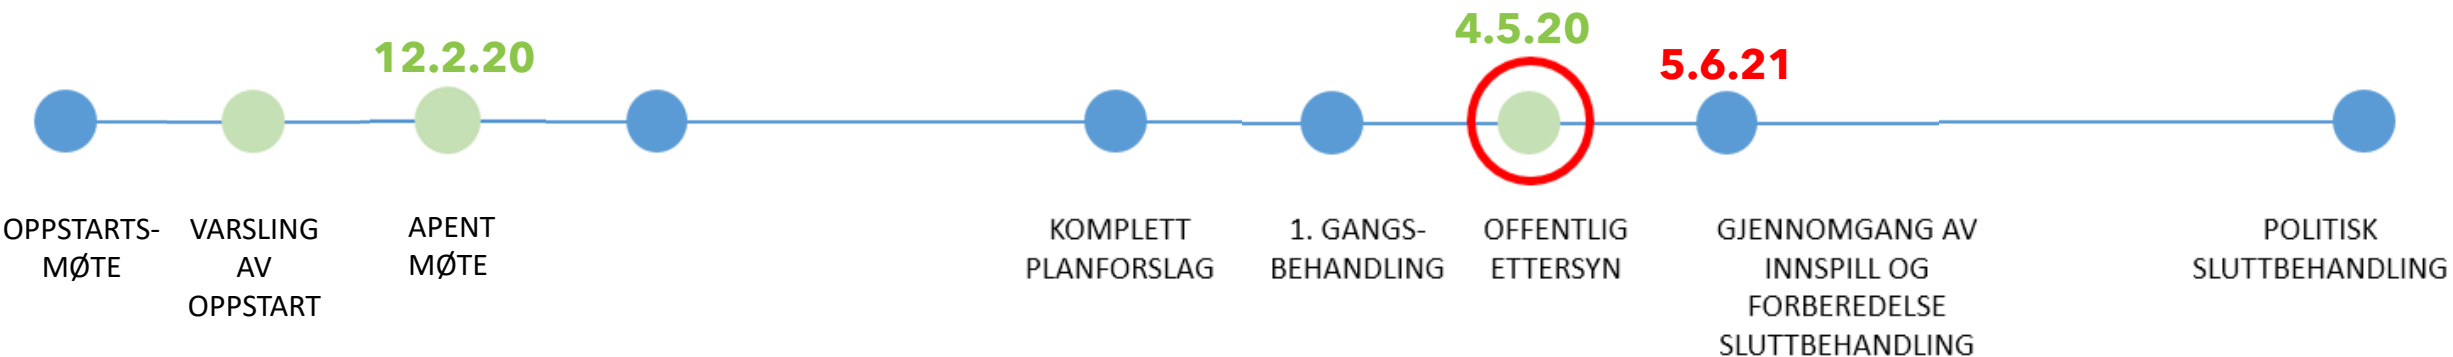 12.2.20
4.5.20
5.6.21
OPPSTARTS-
MØTE
VARSLING
AV
OPPSTART
APENT
MØTE
KOMPLETT
PLANFORSLAG
1. GANGS-
BEHANDLING
OFFENTLIG
ETTERSYN
GJENNOMGANG AV
INNSPILL OG
FORBEREDELSE
SLUTTBEHANDLING
POLITISK
SLUTTBEHANDLING